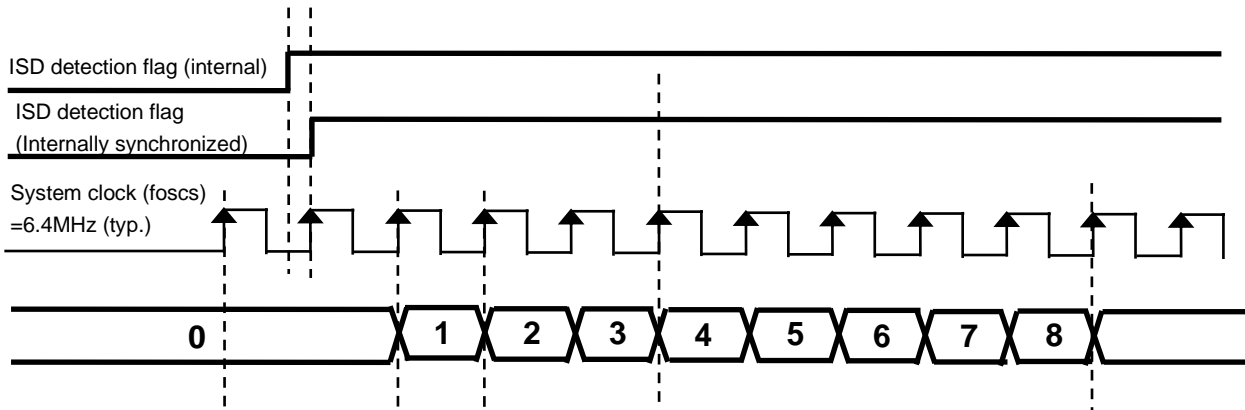 ISD detection flag (internal)
ISD detection flag
(Internally synchronized)
System clock (foscs)
=6.4MHz (typ.)
0 1 2 3 4 5 6 7 8